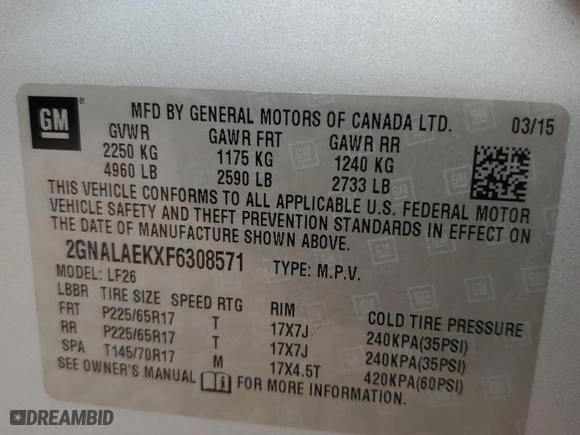 GM
MFD BY GENERAL MOTORS OF CANADA LTD. 03/15
GVWR GAWR FRT GAWR RR
2250 KG 1175 KG 1240 KG
4960 LB 2590 LB 2733 LB
THIS VEHICLE CONFORMS TO ALL APPLICABLE U.S. FEDERAL MOTOR
VEHICLE SAFETY AND THEFT PREVENTION STANDARDS IN EFFECT ON
THE DATE OF MANUFACTURE SHOWN ABOVE.
2GNALAEKXF6308571 TYPE: M.P.V.
MODEL: LF26
LBBR TIRE SIZE SPEED RTG RIM COLD TIRE PRESSURE
FRT P225/65R17 T 17X7J 240KPA(35PSI)
RR P225/65R17 T 17X7J 240KPA(35PSI)
SPA T145/70R17 M 17X4.5T 420KPA(60PSI)
SEE OWNER'S MANUAL FOR MORE INFORMATION
DREAMBID